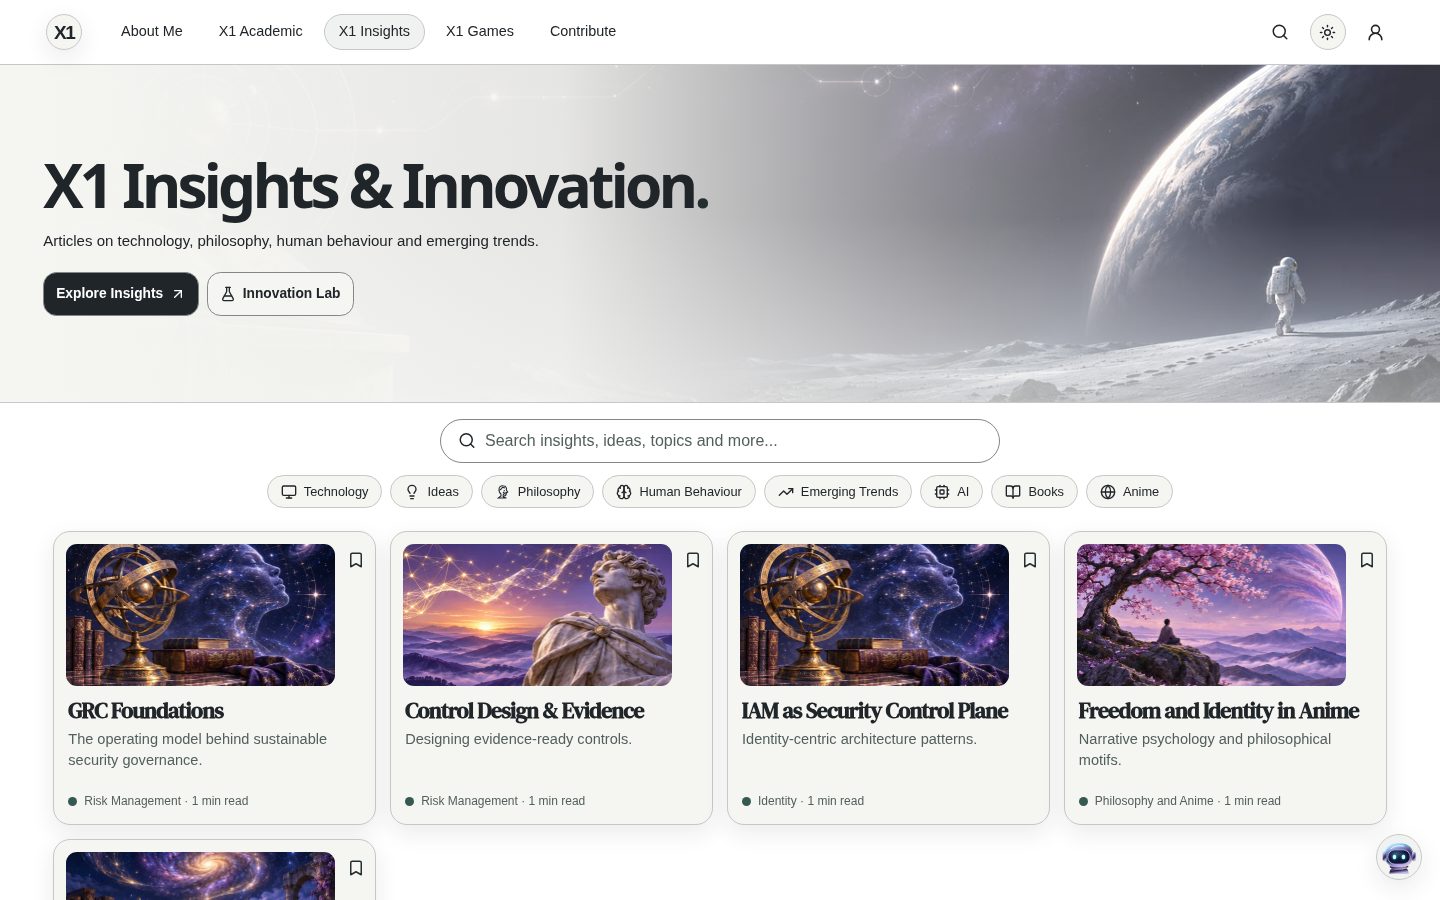 X1
About Me
X1 Academic
X1 Insights
X1 Games
Contribute
X1 Insights & Innovation.
Articles on technology, philosophy, human behaviour and emerging trends.
Explore Insights
Innovation Lab
Search insights, ideas, topics and more...
Technology
Ideas
Philosophy
Human Behaviour
Emerging Trends
AI
Books
Anime
GRC Foundations
The operating model behind sustainable
security governance.
Risk Management · 1 min read
Control Design & Evidence
Designing evidence-ready controls.
Risk Management · 1 min read
IAM as Security Control Plane
Identity-centric architecture patterns.
Identity · 1 min read
Freedom and Identity in Anime
Narrative psychology and philosophical
motifs.
Philosophy and Anime · 1 min read